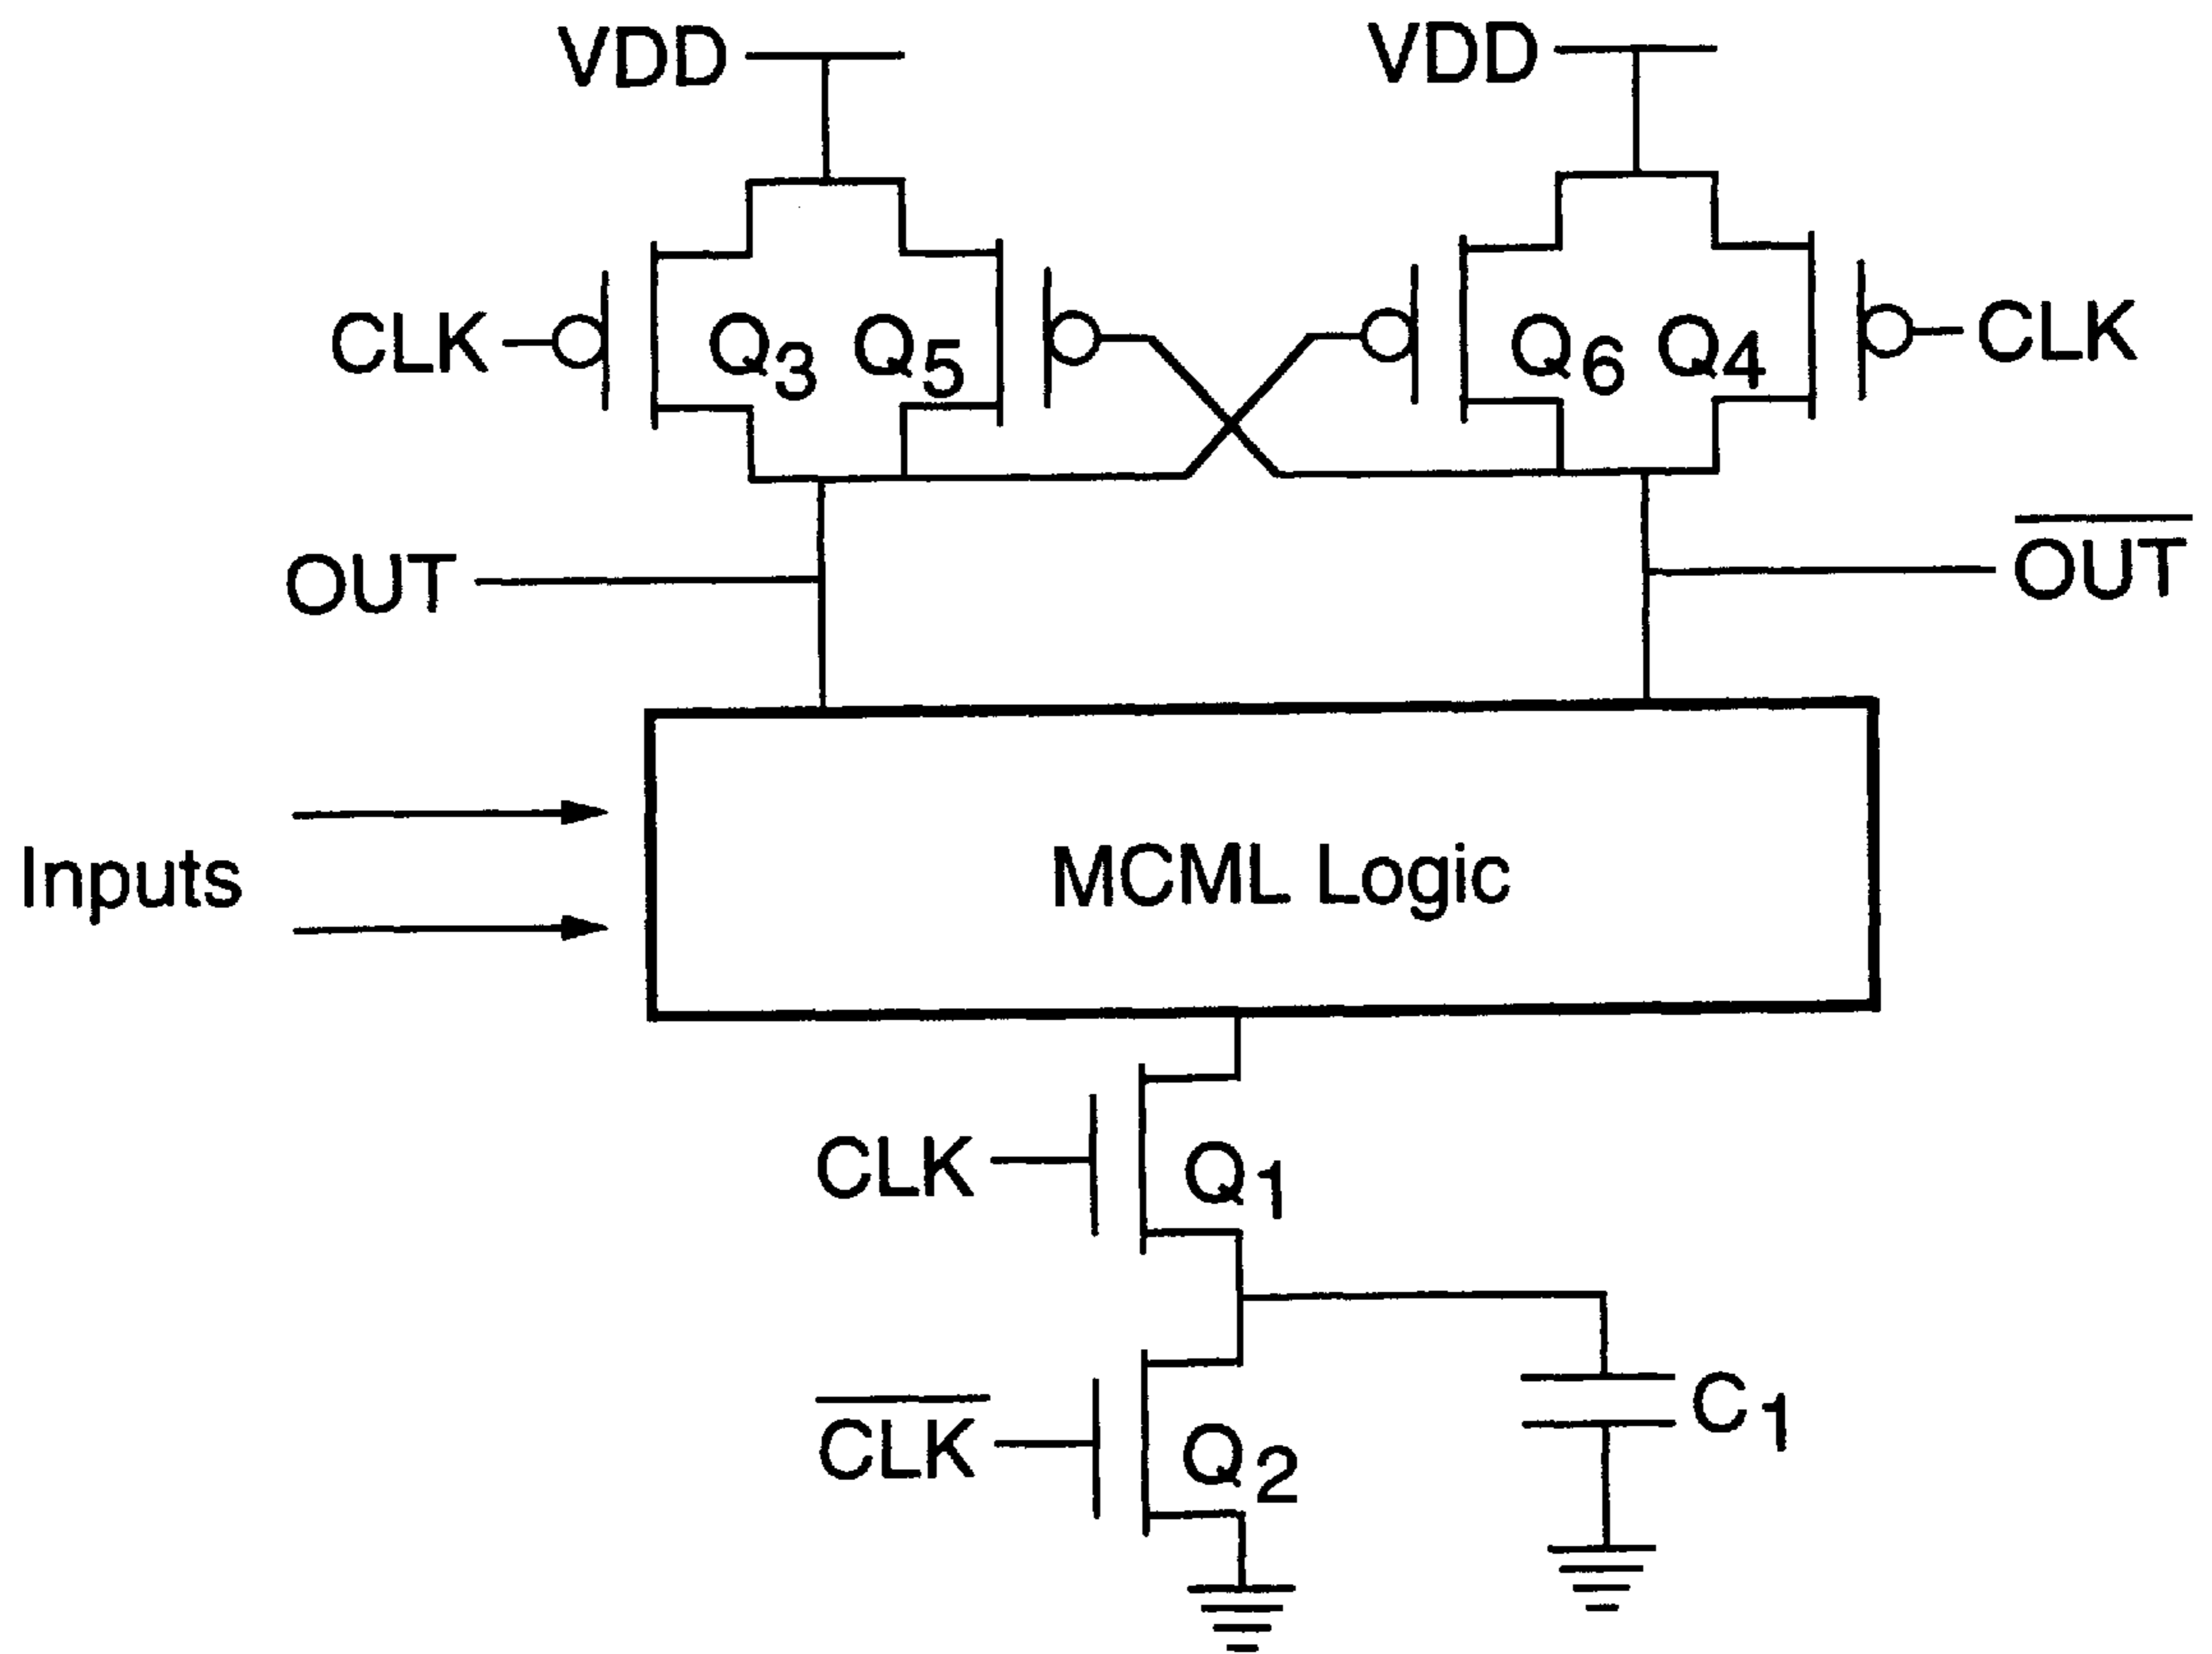 VDD
VDD
CLK
Q3
Q5
Q6
Q4
CLK
OUT
OUT
Inputs
MCML Logic
CLK
Q1
CLK
Q2
C1